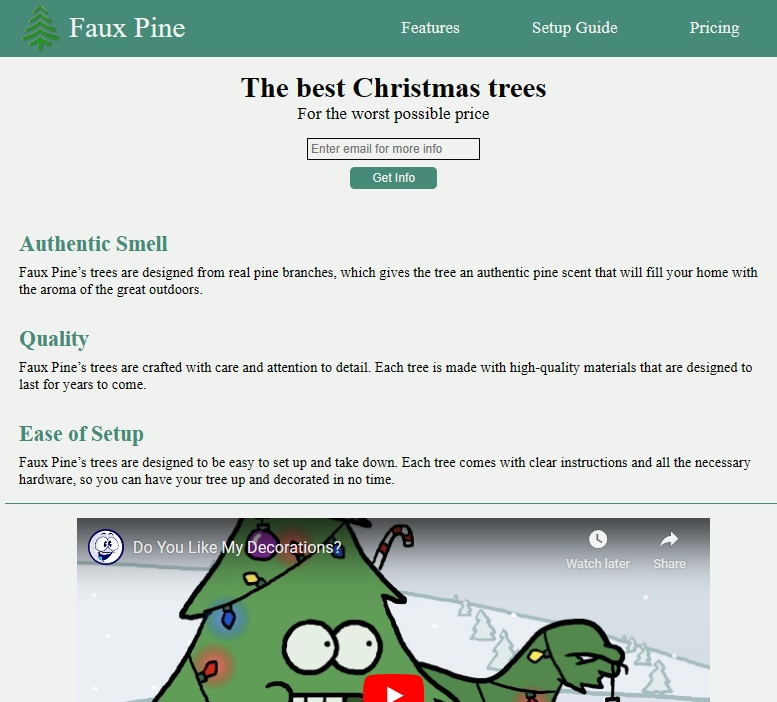 Faux Pine
Features
Setup Guide
Pricing
The best Christmas trees
For the worst possible price
Enter email for more info
Get Info
Authentic Smell
Faux Pine’s trees are designed from real pine branches, which gives the tree an authentic pine scent that will fill your home with
the aroma of the great outdoors.
Quality
Faux Pine’s trees are crafted with care and attention to detail. Each tree is made with high-quality materials that are designed to
last for years to come.
Ease of Setup
Faux Pine’s trees are designed to be easy to set up and take down. Each tree comes with clear instructions and all the necessary
hardware, so you can have your tree up and decorated in no time.
Do You Like My Decorations?
Watch later
Share